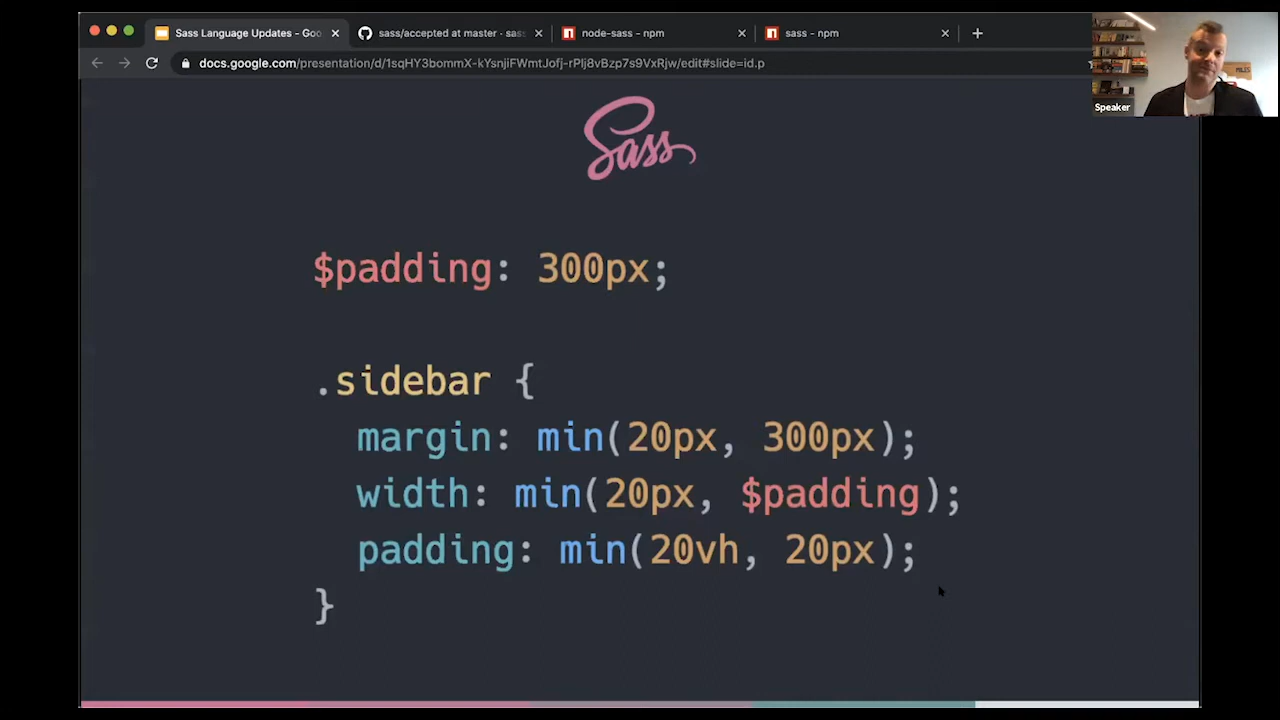 Sass Language Updates - Goo
sass/accepted at master · sass
node-sass - npm
sass - npm
docs.google.com/presentation/d/1sqHY3bommX-kYsnjiFWmtJofj-rPlj8vBzp7s9VxRjw/edit#slide=id.p
Speaker
Sass
$padding: 300px;
.sidebar {
margin: min(20px, 300px);
width: min(20px, $padding);
padding: min(20vh, 20px);
}